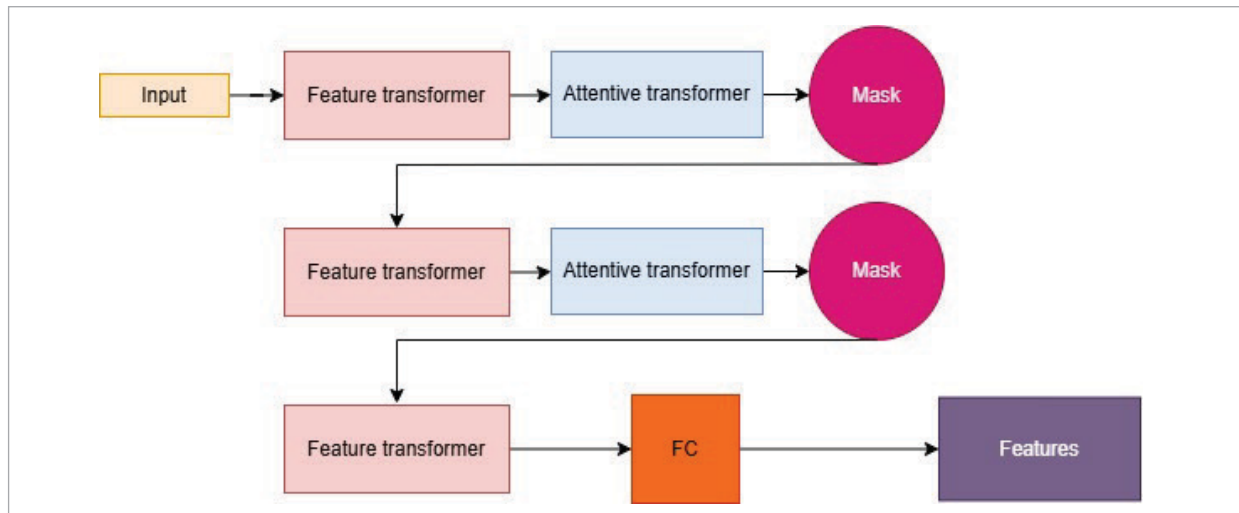 Input
Feature transformer
Attentive transformer
Mask
Feature transformer
Attentive transformer
Mask
Feature transformer
FC
Features